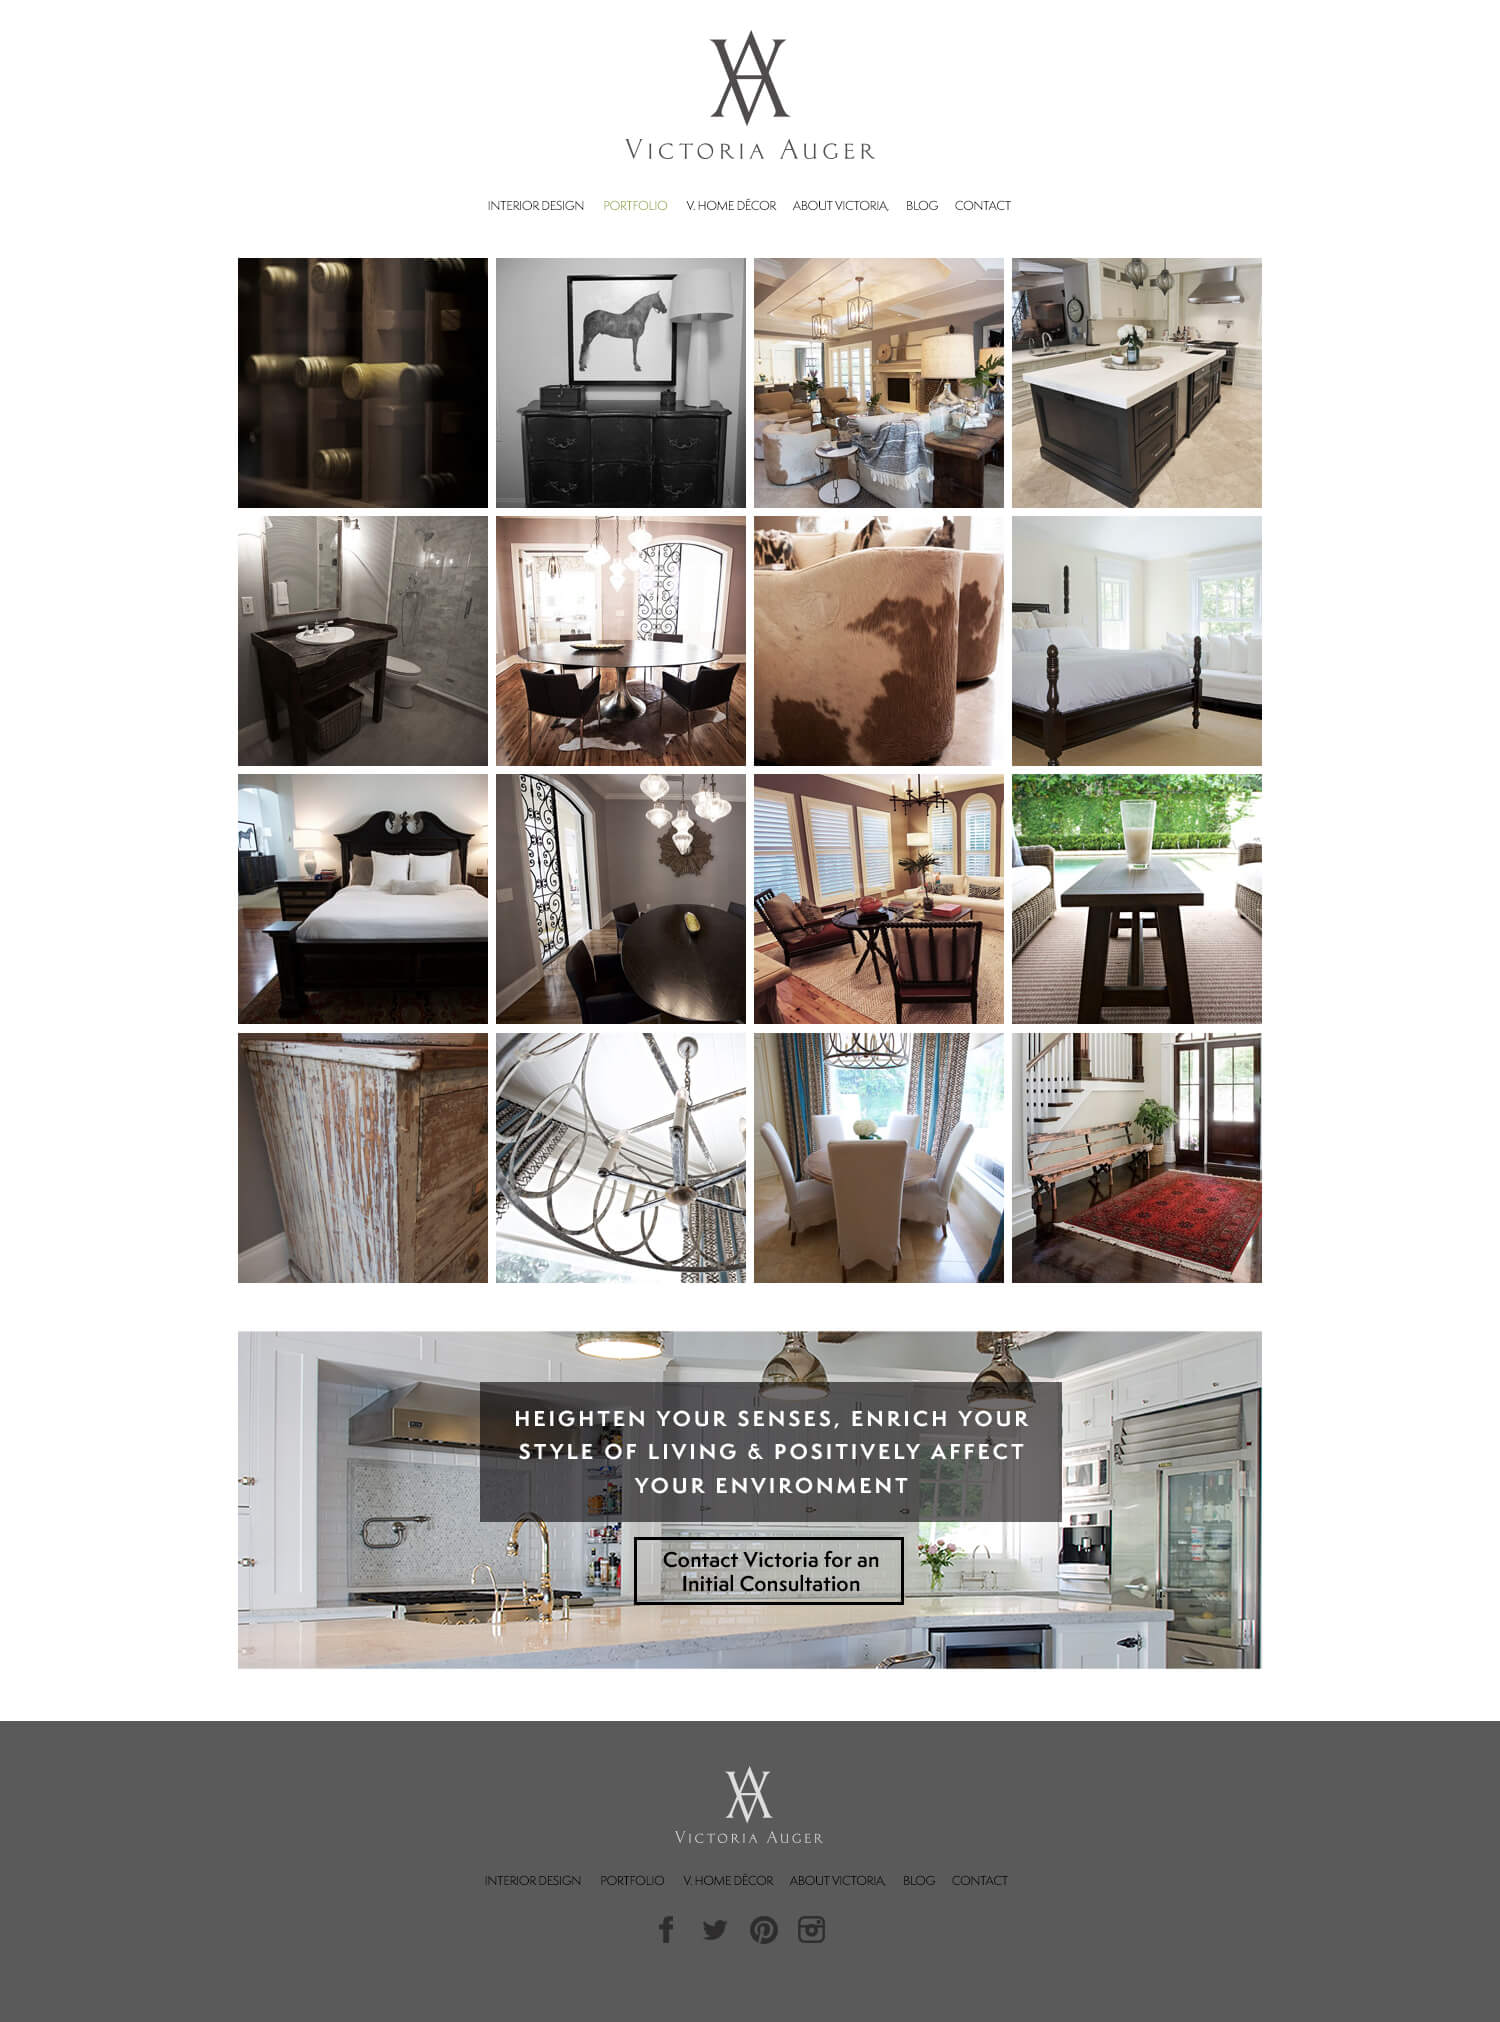 VICTORIA AUGER
INTERIOR DESIGN PORTFOLIO V. HOME DÉCOR ABOUT VICTORIA, BLOG CONTACT
HEIGHTEN YOUR SENSES, ENRICH YOUR
STYLE OF LIVING & POSITIVELY AFFECT
YOUR ENVIRONMENT
Contact Victoria for an
Initial Consultation
VICTORIA AUGER
INTERIOR DESIGN PORTFOLIO V. HOME DÉCOR ABOUT VICTORIA, BLOG CONTACT